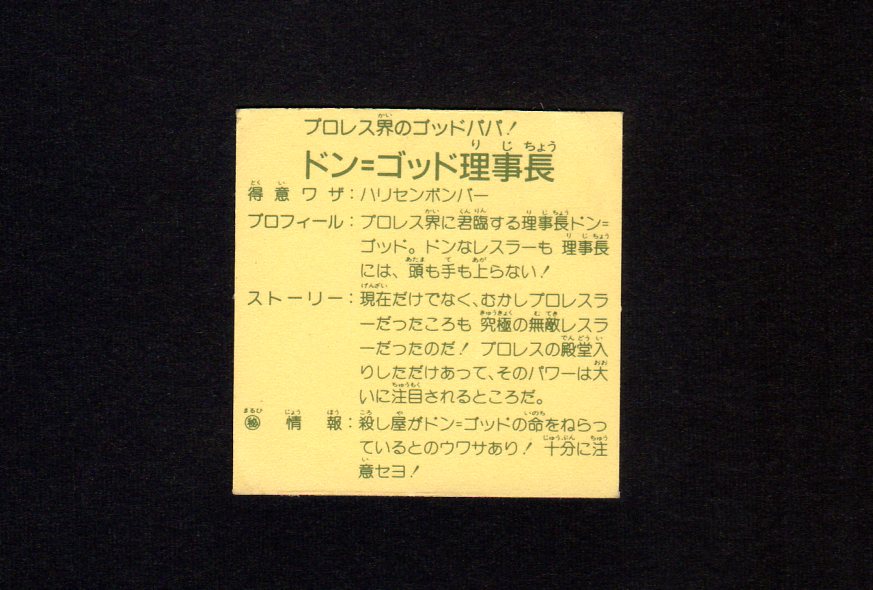 プロレス界のゴッドパパ!
ドン=ゴッド理事長
得意ワザ:ハリセンボンバー
プロフィール:プロレス界に君臨する理事長ドン=
ゴッド。ドンなレスラーも 理事長
には、頭も手も上らない!
ストーリー:現在だけでなく、むかしプロレスラ
ーだったころも 究極の無敵レスラ
ーだったのだ! プロレスの殿堂入
りしただけあって、そのパワーは大
いに注目されるところだ。
㊙情報:殺し屋がドン=ゴッドの命をねらっ
ているとのウワサあり! 十分に注
意セヨ!